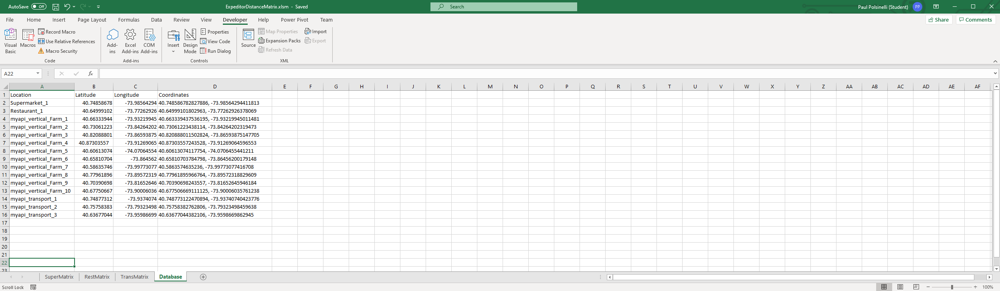 AutoSave Off ExpeditorDistanceMatrix.xlsm - Saved Search Paul Polsinelli (Student) PP
File Home Insert Page Layout Formulas Data Review View Developer Help Power Pivot Team Share Comments
Visual Basic Macros Record Macro Use Relative References Macro Security Add-ins Excel Add-ins COM Add-ins Insert Design Mode Properties View Code Run Dialog Source Map Properties Expansion Packs Refresh Data Import Export
Code Add-ins Controls XML
A22 fx
A B C D E F G H I J K L M N O P Q R S T U V W X Y Z AA AB AC AD AE AF
1 Location Latitude Longitude Coordinates
2 Supermarket_1 40.74858678 -73.98564294 40.748586782827886, -73.98564294411813
3 Restaurant_1 40.64999102 -73.77262926 40.64999101802963, -73.77262926378069
4 myapi_vertical_Farm_1 40.66333944 -73.93219945 40.663339437536195, -73.93219945011481
5 myapi_vertical_Farm_2 40.73061223 -73.84264202 40.73061223438114, -73.84264202319473
6 myapi_vertical_Farm_3 40.82088801 -73.86593875 40.820888011502824, -73.86593875147705
7 myapi_vertical_Farm_4 40.87303557 -73.91269065 40.87303557243528, -73.91269064596553
8 myapi_vertical_Farm_5 40.60613074 -74.07064554 40.60613074117754, -74.0706455441211
9 myapi_vertical_Farm_6 40.65810704 -73.864562 40.65810703784798, -73.86456200179148
10 myapi_vertical_Farm_7 40.58635746 -73.99773077 40.5863574635236, -73.99773077416708
11 myapi_vertical_Farm_8 40.77961896 -73.89572319 40.77961895966764, -73.89572318829609
12 myapi_vertical_Farm_9 40.70390698 -73.81652646 40.70390698243557, -73.81652645946184
13 myapi_vertical_Farm_10 40.67750667 -73.90006036 40.677506669111125, -73.90006035761238
14 myapi_transport_1 40.74877312 -73.9374074 40.748773122470894, -73.93740740423776
15 myapi_transport_2 40.75758383 -73.79323498 40.75758382762806, -73.79323498459638
16 myapi_transport_3 40.63677044 -73.95986699 40.63677044382106, -73.9598669862945
17
18
19
20
21
22
23
SuperMatrix RestMatrix TransMatrix Database
Scroll Lock 100%